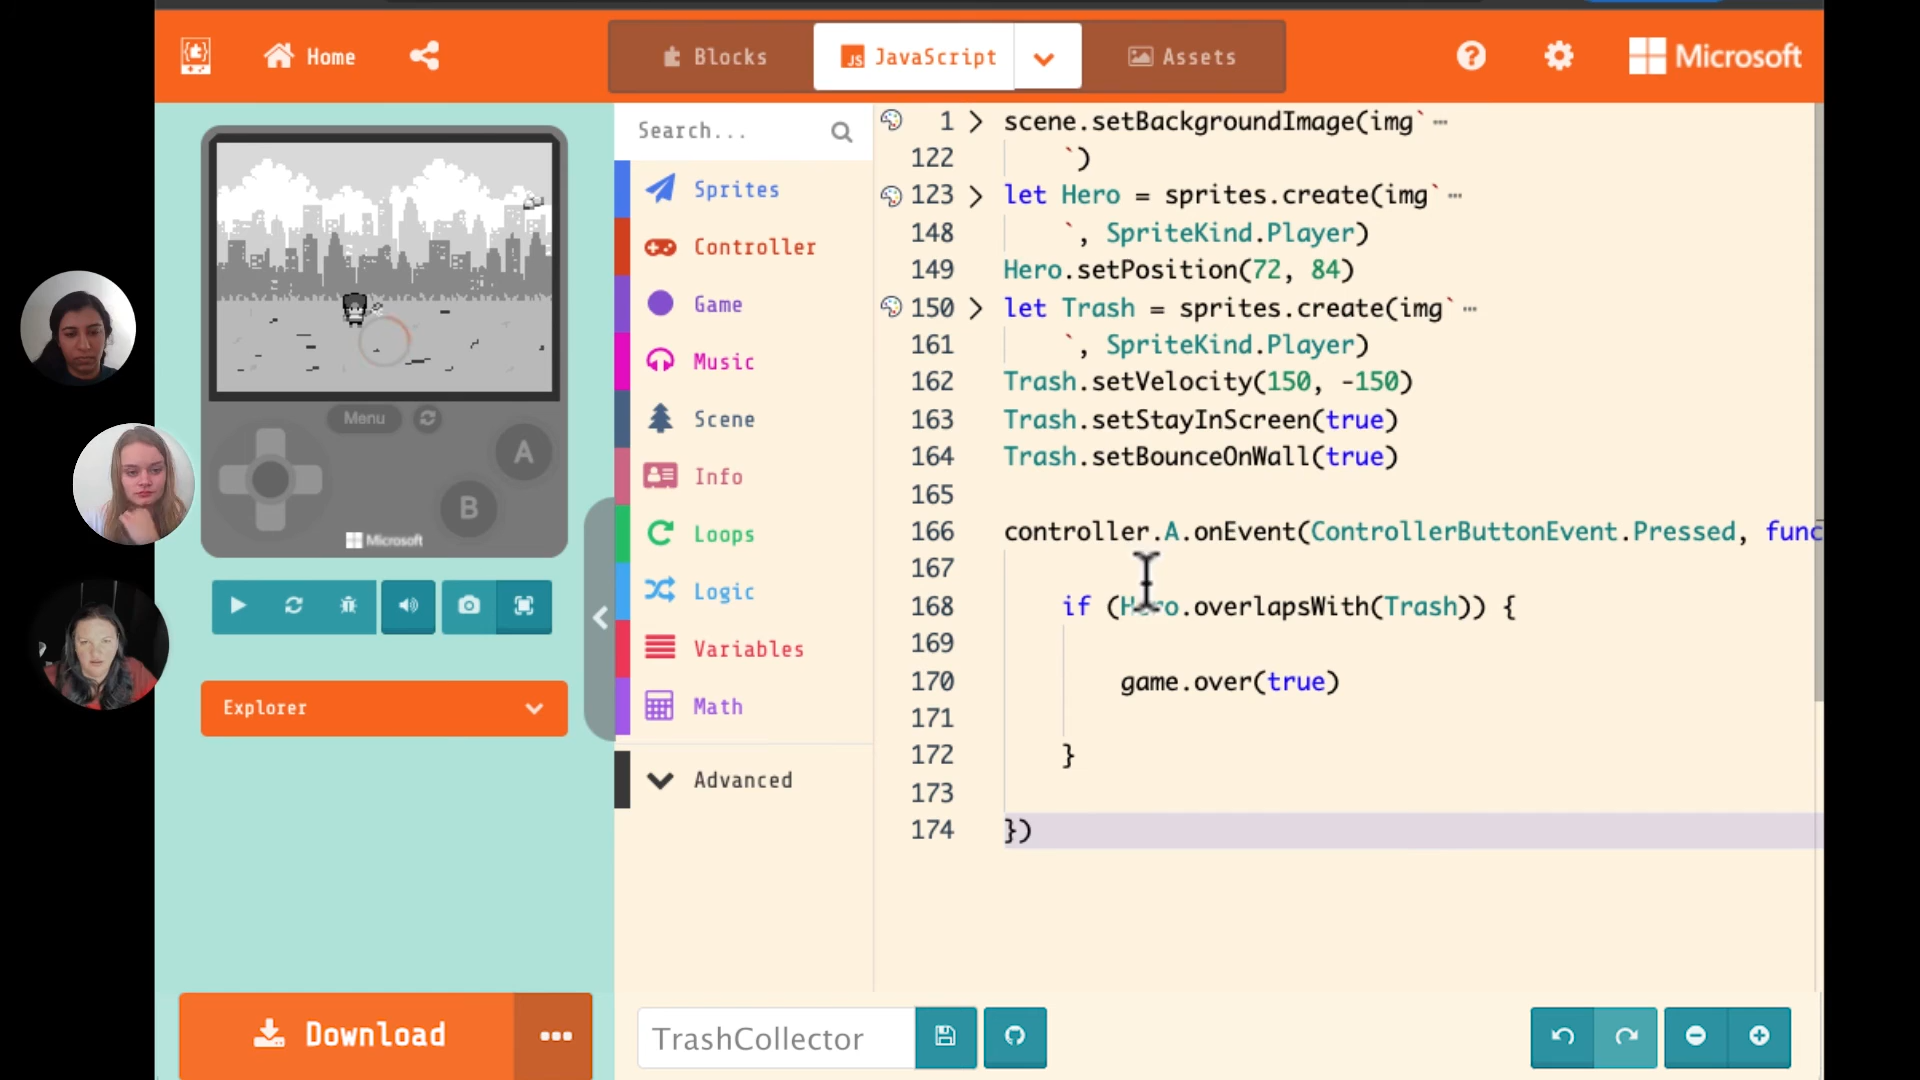 Home
Blocks
JS JavaScript
Assets
Microsoft
Menu
A
B
Microsoft
Explorer
Download
Search...
Sprites
Controller
Game
Music
Scene
Info
Loops
Logic
Variables
Math
Advanced
1 scene.setBackgroundImage(img`
122 `)
123 let Hero = sprites.create(img`
148 `, SpriteKind.Player)
149 Hero.setPosition(72, 84)
150 let Trash = sprites.create(img`
161 `, SpriteKind.Player)
162 Trash.setVelocity(150, -150)
163 Trash.setStayInScreen(true)
164 Trash.setBounceOnWall(true)
165
166 controller.A.onEvent(ControllerButtonEvent.Pressed, func
167
168 if (Hero.overlapsWith(Trash)) {
169
170 game.over(true)
171
172 }
173
174 })
TrashCollector